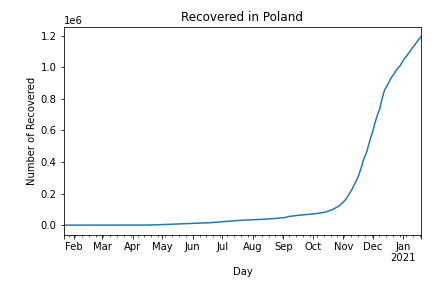 Recovered in Poland
1e6
Number of Recovered
1.2
1.0
0.8
0.6
0.4
0.2
0.0
Feb Mar Apr May Jun Jul Aug Sep Oct Nov Dec Jan
2021
Day